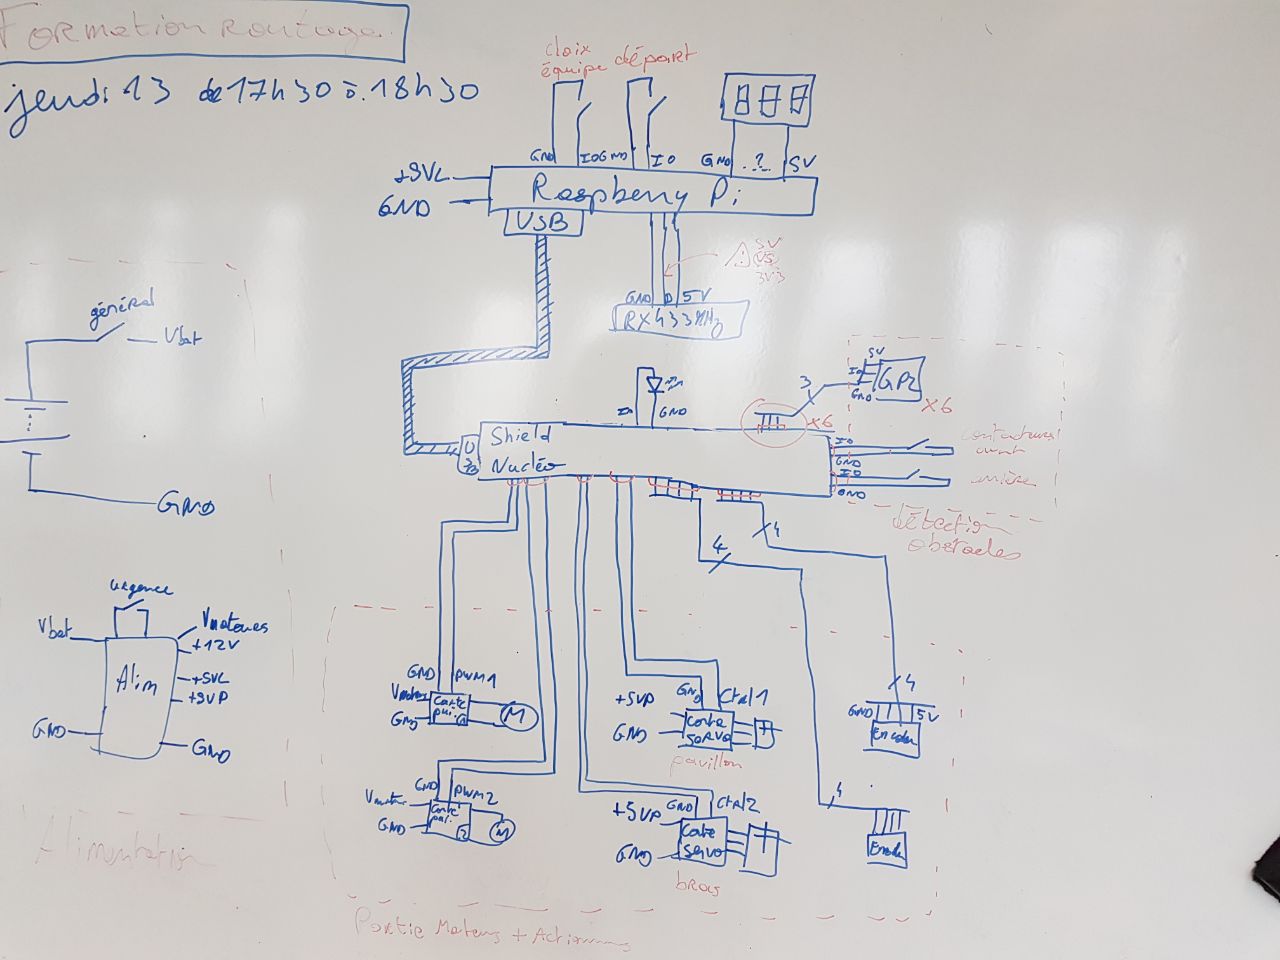 Formation routage
jeudi 13 de 17h30 à 18h30
choix
équipe départ
GND IO GND IO GND ..?.. 5V
+5VL
GND
Raspberry Pi
USB
5V
VS
3V3
GND D 5V
RX433MHz
général
Vbat
GND
5V
IO
GND
GP2
x6
3
x6
IO GND
Shield
Nucléo
USB
IO
GND
IO
GND
contacteurs
avant
arrière
détection
obstacles
4
4
urgence
Vbat
Alim
Vmoteurs
+12V
+5VL
+5VP
GND
GND
Alimentation
GND PWM1
GND
carte
pui.
M
GND PWM2
GND
carte
pui.
M
+5VP
GND
GND Ctrl1
carte
servo
pavillon
+5VP
GND
GND Ctrl2
carte
servo
bras
4
GND 5V
Encoder
4
Encoder
Partie Moteurs + Actionneurs